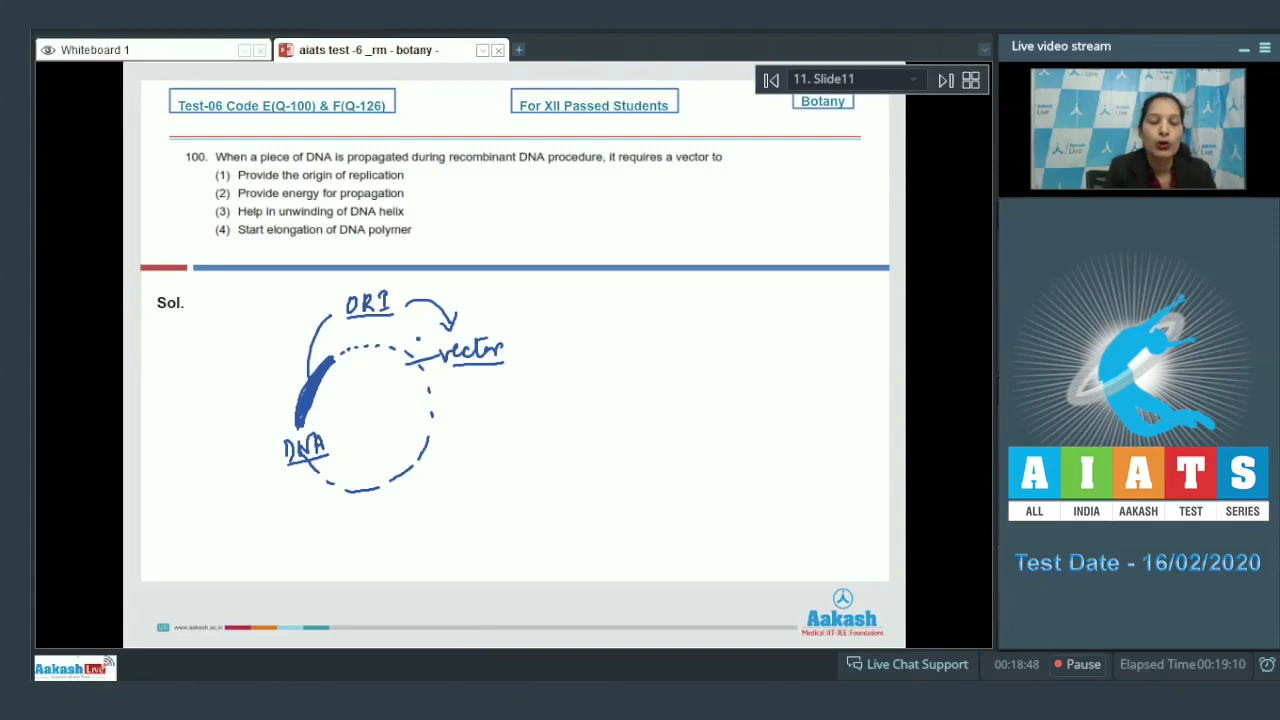 Whiteboard 1
aiats test -6 _rm - botany -
Live video stream
11. Slide11
Test-06 Code E(Q-100) & F(Q-126)
For XII Passed Students
Botany
100. When a piece of DNA is propagated during recombinant DNA procedure, it requires a vector to
(1) Provide the origin of replication
(2) Provide energy for propagation
(3) Help in unwinding of DNA helix
(4) Start elongation of DNA polymer
Sol.
ORI
vector
DNA
A I A T S
ALL INDIA AAKASH TEST SERIES
Test Date - 16/02/2020
www.aakash.ac.in
Aakash
Medical|IIT-JEE|Foundations
Aakash Live
Live Chat Support
00:18:48
Pause
Elapsed Time 00:19:10